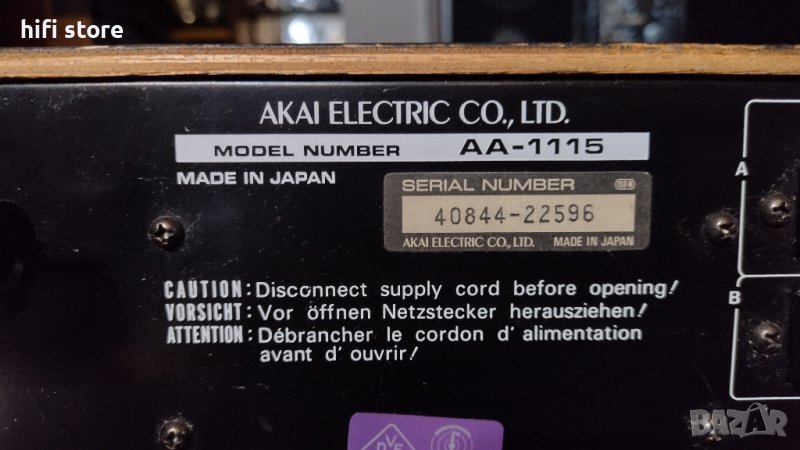 hifi store
AKAI ELECTRIC CO., LTD.
MODEL NUMBER AA-1115
MADE IN JAPAN
SERIAL NUMBER
40844-22596
AKAI ELECTRIC CO., LTD. MADE IN JAPAN
A
B
CAUTION: Disconnect supply cord before opening!
VORSICHT: Vor öffnen Netzstecker herausziehen!
ATTENTION: Débrancher le cordon d' alimentation
avant d' ouvrir!
BAZAR